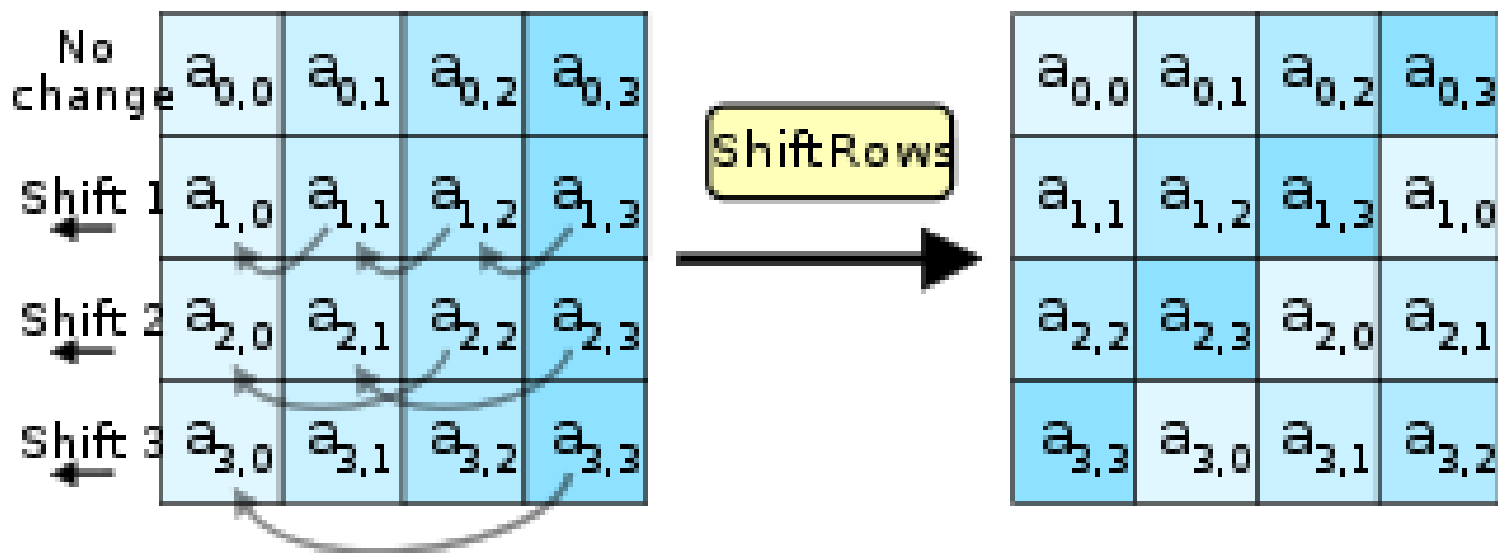 No
change
a0,0 a0,1 a0,2 a0,3
Shift 1 a1,0 a1,1 a1,2 a1,3
Shift 2 a2,0 a2,1 a2,2 a2,3
Shift 3 a3,0 a3,1 a3,2 a3,3
ShiftRows
a0,0 a0,1 a0,2 a0,3
a1,1 a1,2 a1,3 a1,0
a2,2 a2,3 a2,0 a2,1
a3,3 a3,0 a3,1 a3,2